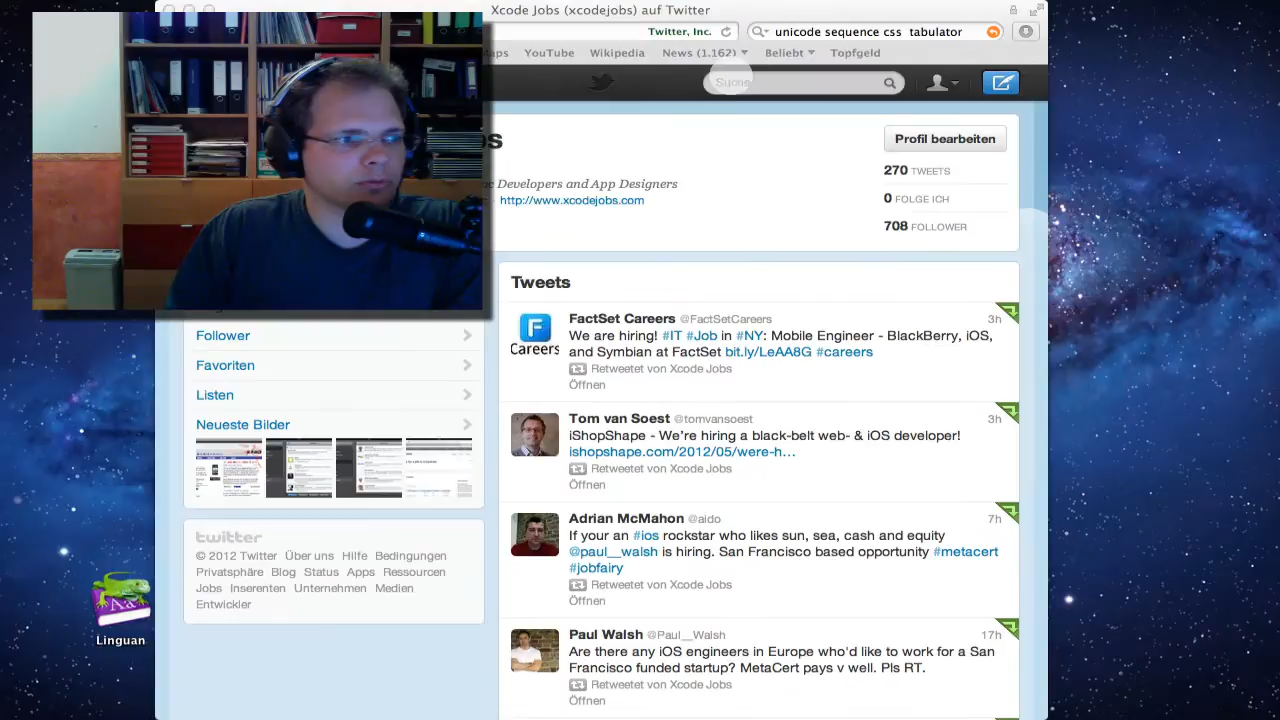 Xcode Jobs (xcodejobs) auf Twitter
Twitter, Inc.
unicode sequence css tabulator
YouTube
Wikipedia
News (1.162)
Beliebt
Topfgeld
Suche
Profil bearbeiten
Developers and App Designers
http://www.xcodejobs.com
270 TWEETS
0 FOLGE ICH
708 FOLLOWER
Follower
Favoriten
Listen
Neueste Bilder
twitter
© 2012 Twitter Über uns Hilfe Bedingungen
Privatsphäre Blog Status Apps Ressourcen
Jobs Inserenten Unternehmen Medien
Entwickler
Tweets
FactSet Careers @FactSetCareers
3h
We are hiring! #IT #Job in #NY: Mobile Engineer - BlackBerry, iOS,
and Symbian at FactSet bit.ly/LeAA8G #careers
Retweetet von Xcode Jobs
Öffnen
F
Careers
Tom van Soest @tomvansoest
3h
iShopShape - We’re hiring a black-belt web- & iOS developer!
ishopshape.com/2012/05/were-h…
Retweetet von Xcode Jobs
Öffnen
Adrian McMahon @aido
7h
If your an #ios rockstar who likes sun, sea, cash and equity
@paul__walsh is hiring. San Francisco based opportunity #metacert
#jobfairy
Retweetet von Xcode Jobs
Öffnen
Paul Walsh @Paul__Walsh
17h
Are there any iOS engineers in Europe who'd like to work for a San
Francisco funded startup? MetaCert pays v well. Pls RT.
Retweetet von Xcode Jobs
Öffnen
Aa
Linguan